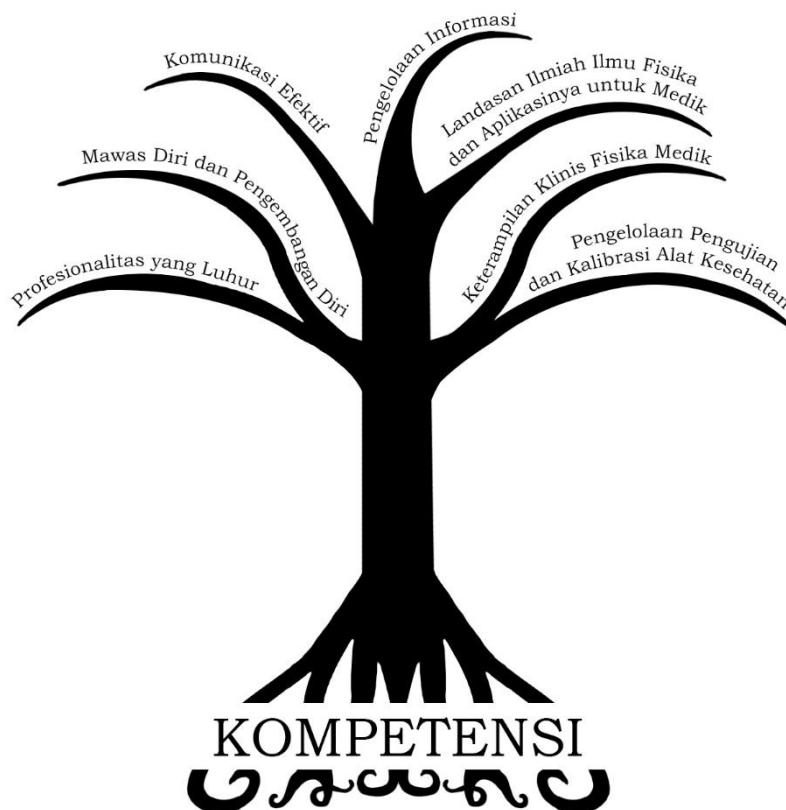 Profesionalitas yang Luhur
Mawas Diri dan Pengembangan Diri
Komunikasi Efektif
Pengelolaan Informasi
Landasan Ilmiah Ilmu Fisika
dan Aplikasinya untuk Medik
Keterampilan Klinis Fisika Medik
Pengelolaan Pengujian
dan Kalibrasi Alat Kesehatan
KOMPETENSI